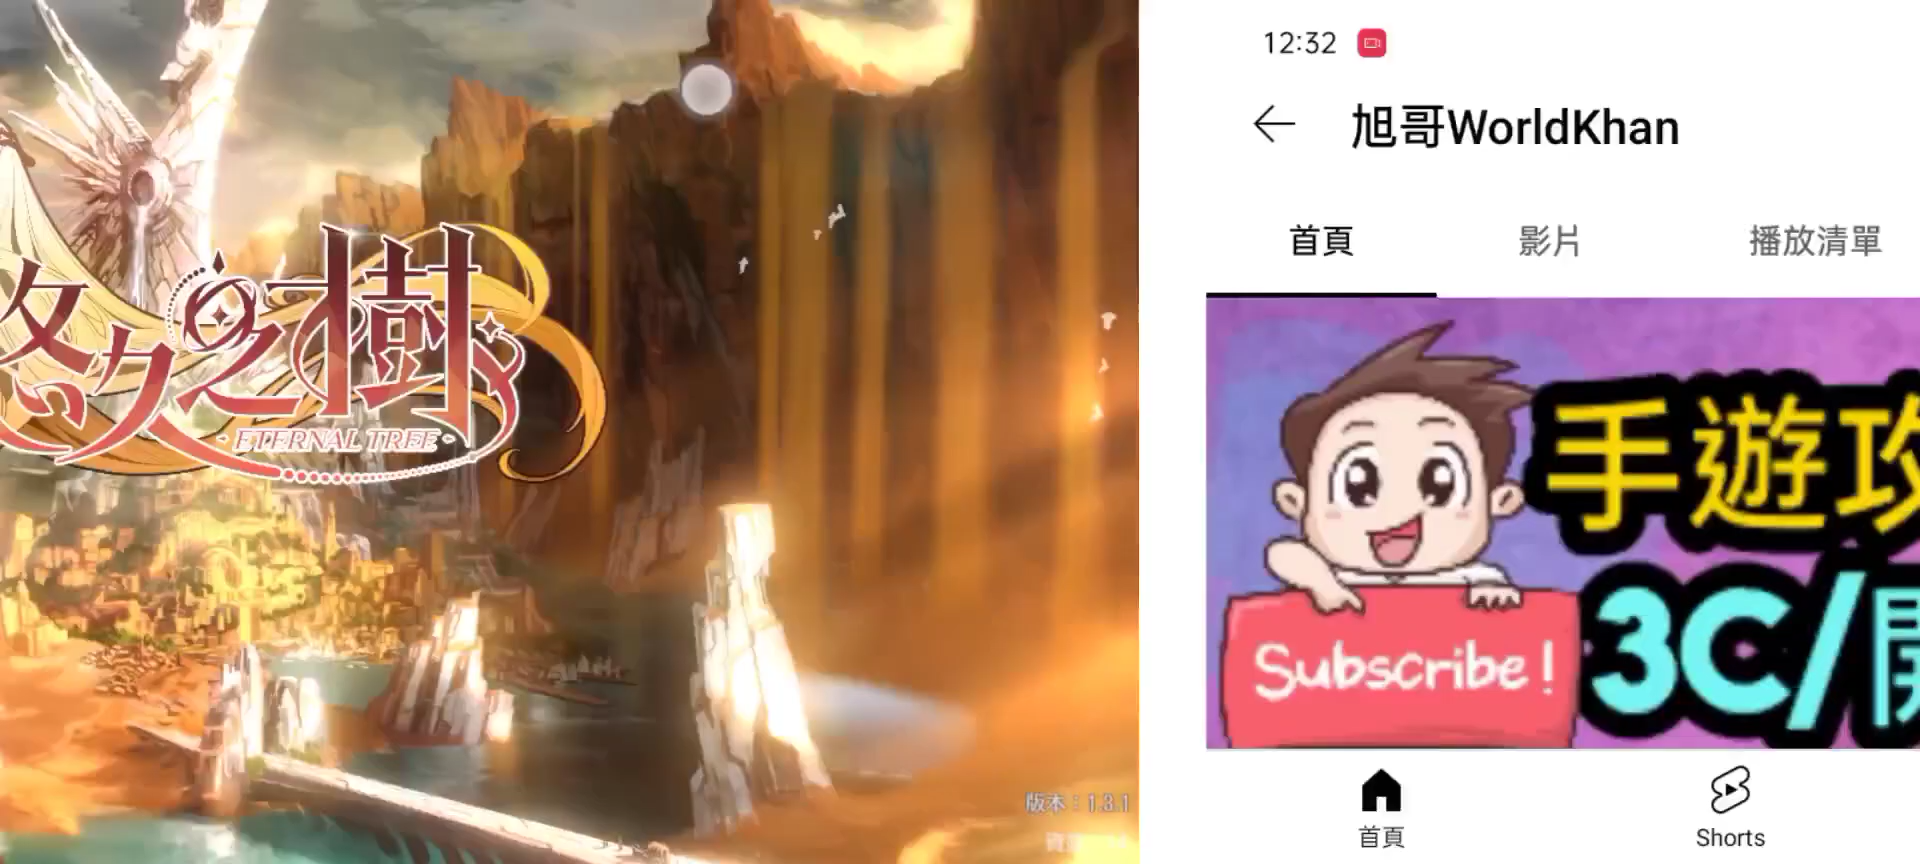 悠久之樹
ETERNAL TREE
版本：1.3.1
12:32
旭哥WorldKhan
首頁
影片
播放清單
手遊攻
Subscribe!
3C/開
首頁
Shorts